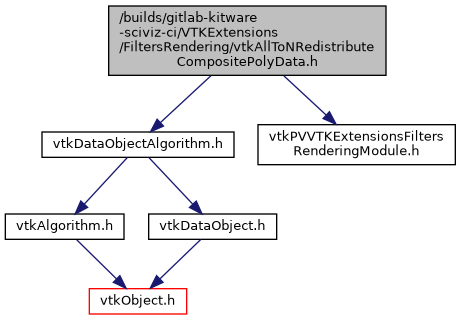 /builds/gitlab-kitware
-sciviz-ci/VTKExtensions
/FiltersRendering/vtkAllToNRedistribute
CompositePolyData.h
vtkDataObjectAlgorithm.h
vtkPVVTKExtensionsFilters
RenderingModule.h
vtkAlgorithm.h
vtkDataObject.h
vtkObject.h